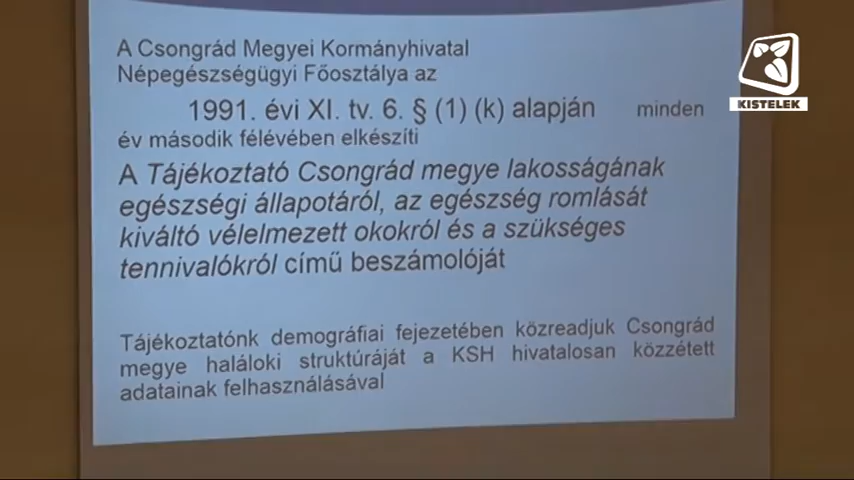 A Csongrád Megyei Kormányhivatal
Népegészségügyi Főosztálya az
1991. évi XI. tv. 6. § (1) (k) alapján minden
év második félévében elkészíti
A Tájékoztató Csongrád megye lakosságának
egészségi állapotáról, az egészség romlását
kiváltó vélelmezett okokról és a szükséges
tennivalókról című beszámolóját
Tájékoztatónk demográfiai fejezetében közreadjuk Csongrád
megye haláloki struktúráját a KSH hivatalosan közzétett
adatainak felhasználásával
KISTELEK